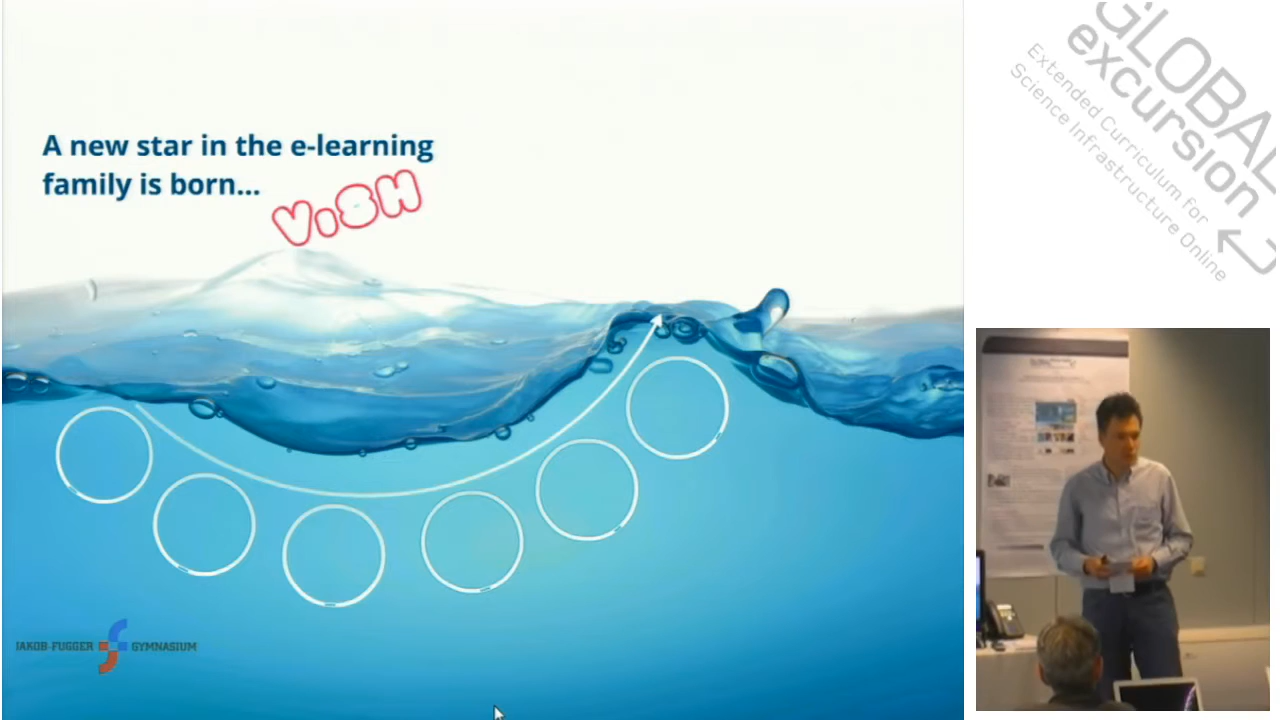 A new star in the e-learning
family is born...
ViSH
JAKOB-FUGGER GYMNASIUM
GLOBAL
excursion
Extended Curriculum for
Science Infrastructure Online